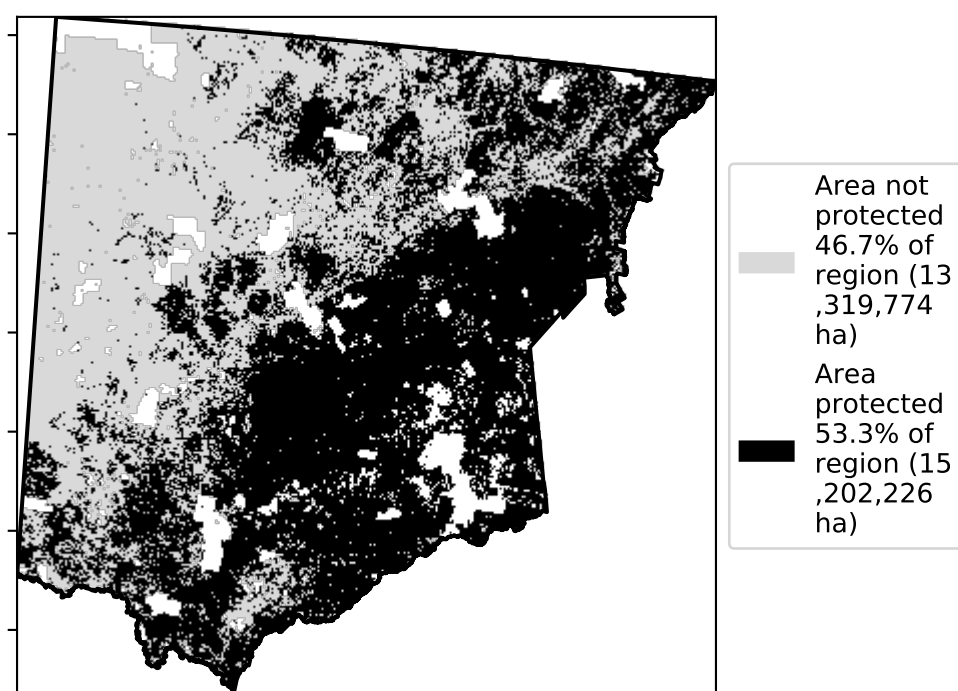 Area not
protected
46.7% of
region (13
,319,774
ha)
Area
protected
53.3% of
region (15
,202,226
ha)